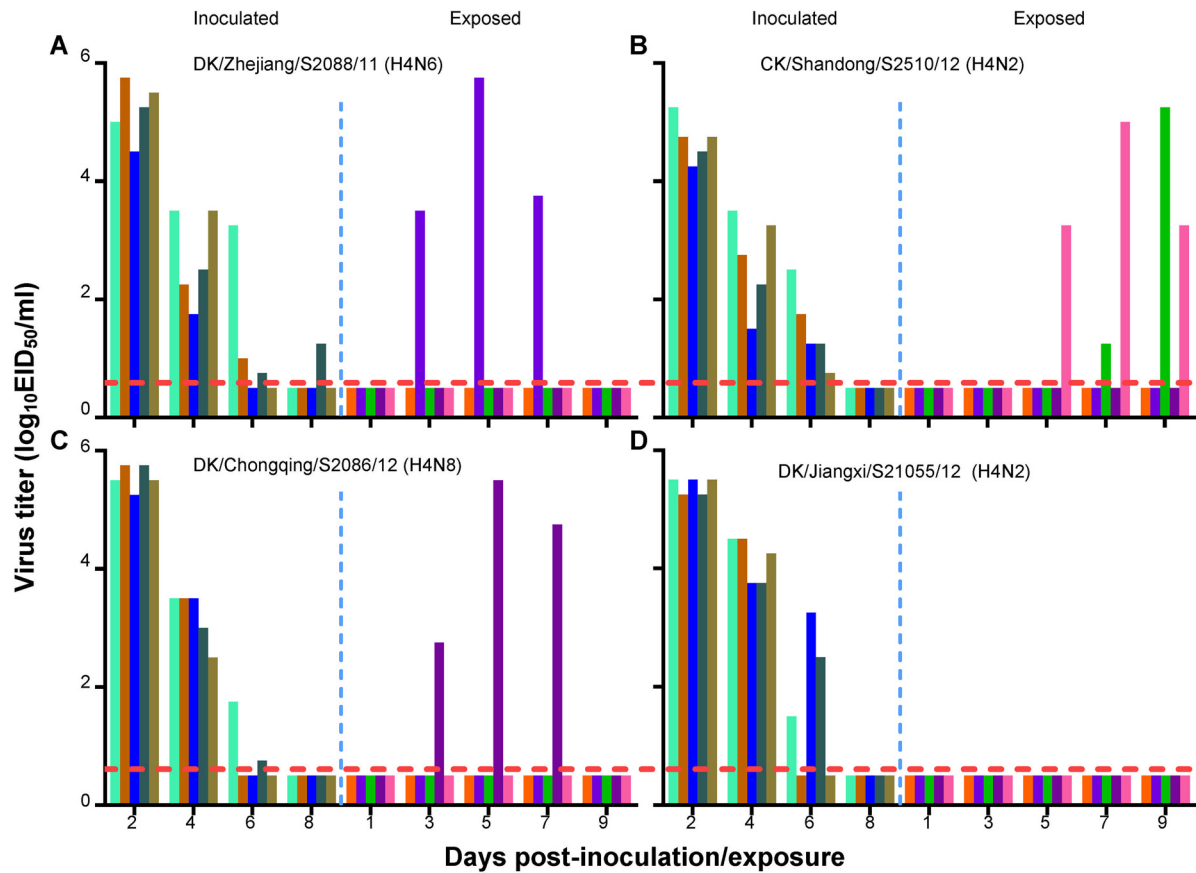 Inoculated Exposed Inoculated Exposed
A B
DK/Zhejiang/S2088/11 (H4N6) CK/Shandong/S2510/12 (H4N2)
6
4
2
0
C D
DK/Chongqing/S2086/12 (H4N8) DK/Jiangxi/S21055/12 (H4N2)
6
4
2
0
2 4 6 8 1 3 5 7 9 2 4 6 8 1 3 5 7 9
Virus titer (log10EID50/ml)
Days post-inoculation/exposure